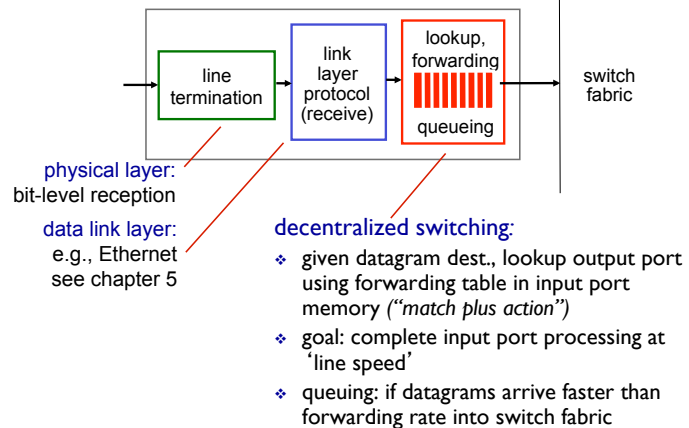 line
termination
link
layer
protocol
(receive)
lookup,
forwarding
queueing
switch
fabric
physical layer:
bit-level reception
data link layer:
e.g., Ethernet
see chapter 5
decentralized switching:
❖ given datagram dest., lookup output port
using forwarding table in input port
memory (“match plus action”)
❖ goal: complete input port processing at
‘line speed’
❖ queuing: if datagrams arrive faster than
forwarding rate into switch fabric